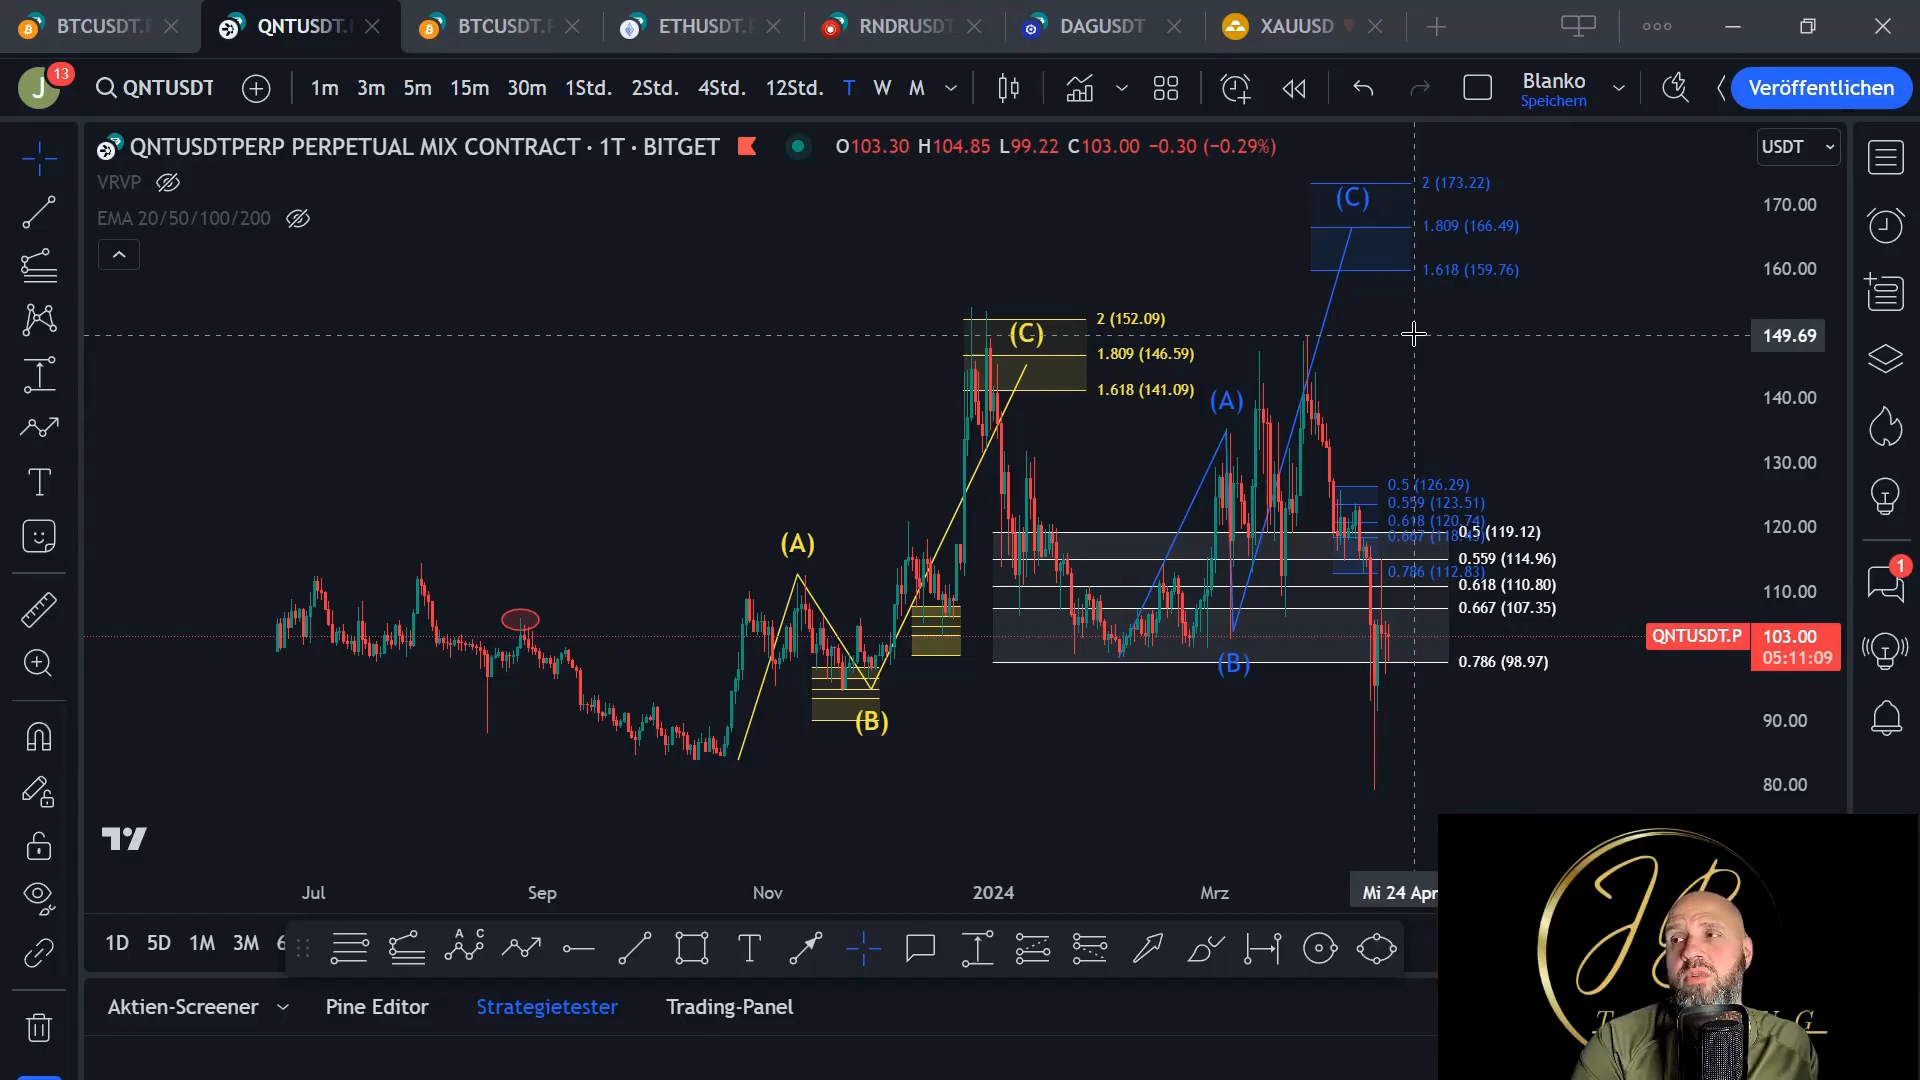 BTCUSDT.P
QNTUSDT.
BTCUSDT.P
ETHUSDT.
RNDRUSDT
DAGUSDT
XAUUSD
J
13
QNTUSDT
1m 3m 5m 15m 30m 1Std. 2Std. 4Std. 12Std. T W M
Blanko
Speichern
Veröffentlichen
QNTUSDTPERP PERPETUAL MIX CONTRACT · 1T · BITGET
O103.30 H104.85 L99.22 C103.00 −0.30 (−0.29%)
USDT
VRVP
EMA 20/50/100/200
(C)
2 (173.22)
1.809 (166.49)
1.618 (159.76)
170.00
160.00
149.69
140.00
130.00
120.00
110.00
90.00
80.00
(C)
2 (152.09)
1.809 (146.59)
1.618 (141.09)
(A)
(A)
(B)
(B)
0.5 (126.29)
0.559 (123.51)
0.618 (120.74)
0.786 (112.83)
0.5 (119.12)
0.559 (114.96)
0.618 (110.80)
0.667 (107.35)
0.786 (98.97)
QNTUSDT.P
103.00
05:11:09
1
Jul
Sep
Nov
2024
Mrz
Mi 24 Apr
1D 5D 1M 3M
A C
T
Aktien-Screener
Pine Editor
Strategietester
Trading-Panel
JB